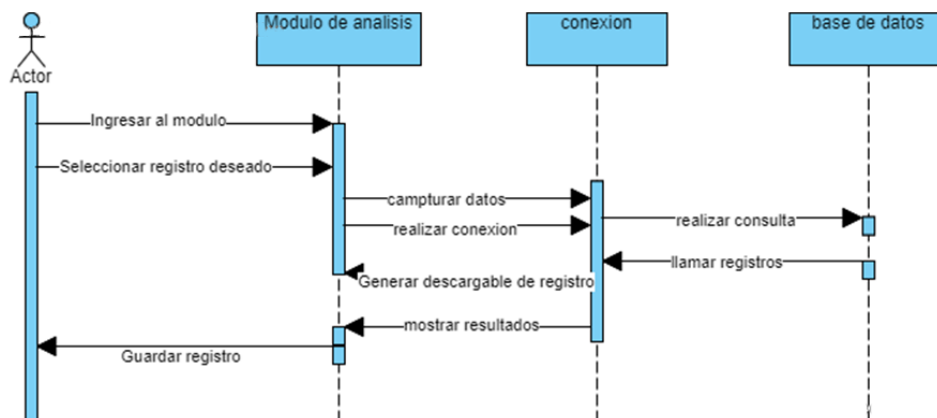 Modulo de analisis
conexion
base de datos
Actor
Ingresar al modulo
Seleccionar registro deseado
campturar datos
realizar consulta
realizar conexion
llamar registros
Generar descargable de registro
mostrar resultados
Guardar registro